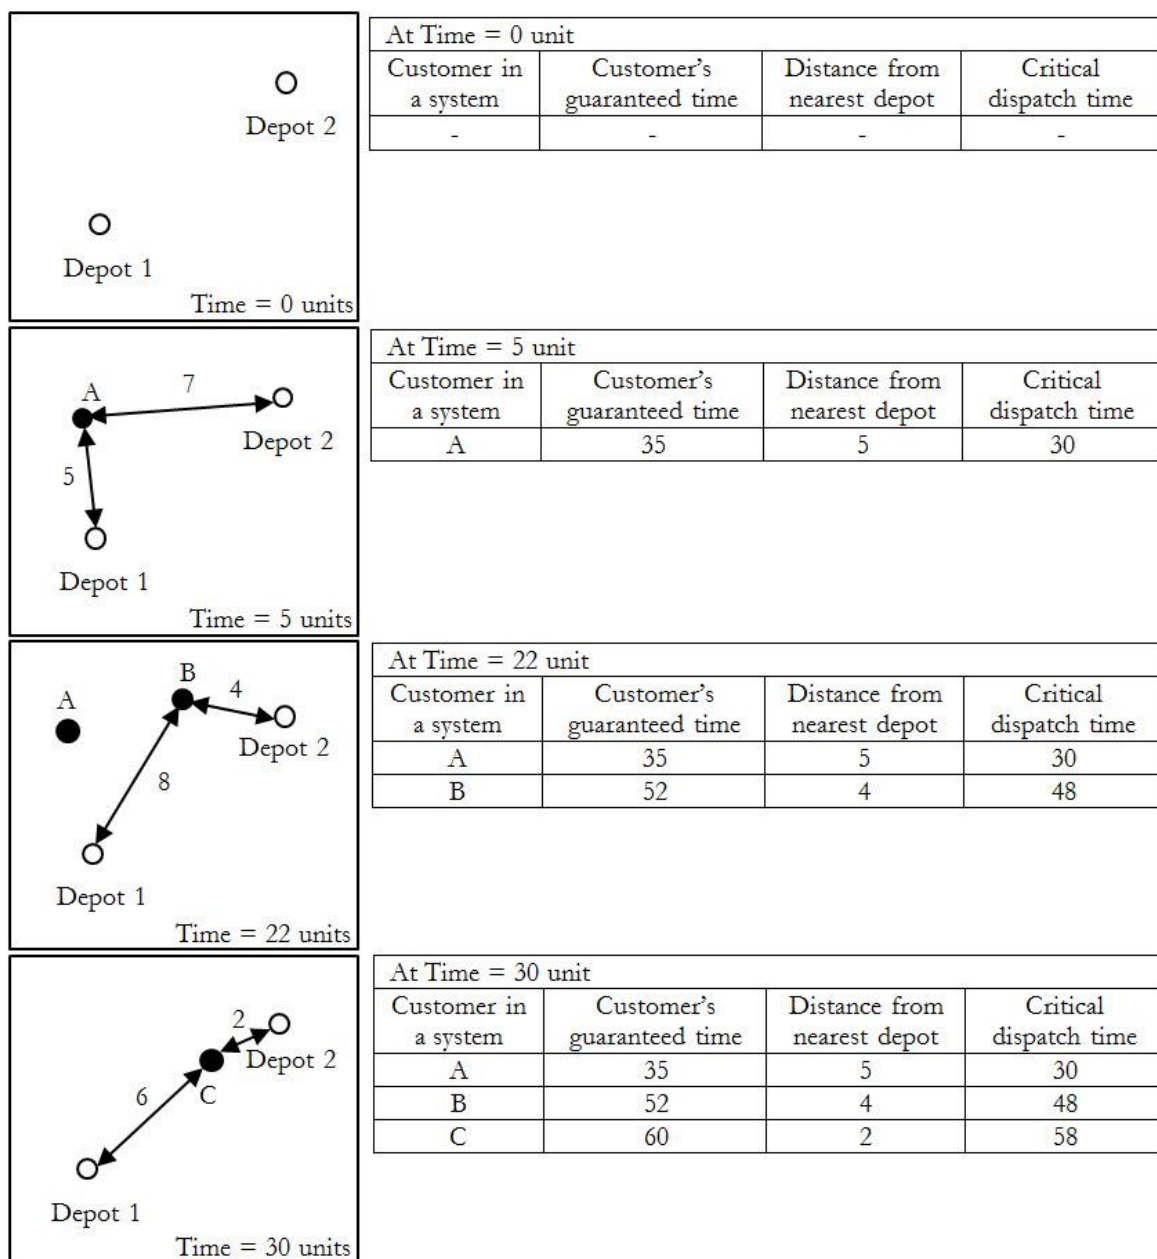 Depot 2
Depot 1
Time = 0 units
At Time = 0 unit
Customer in a system | Customer's guaranteed time | Distance from nearest depot | Critical dispatch time
- | - | - | -
A
7
Depot 2
5
Depot 1
Time = 5 units
At Time = 5 unit
Customer in a system | Customer's guaranteed time | Distance from nearest depot | Critical dispatch time
A | 35 | 5 | 30
B
A
4
Depot 2
8
Depot 1
Time = 22 units
At Time = 22 unit
Customer in a system | Customer's guaranteed time | Distance from nearest depot | Critical dispatch time
A | 35 | 5 | 30
B | 52 | 4 | 48
2
Depot 2
6
C
Depot 1
Time = 30 units
At Time = 30 unit
Customer in a system | Customer's guaranteed time | Distance from nearest depot | Critical dispatch time
A | 35 | 5 | 30
B | 52 | 4 | 48
C | 60 | 2 | 58